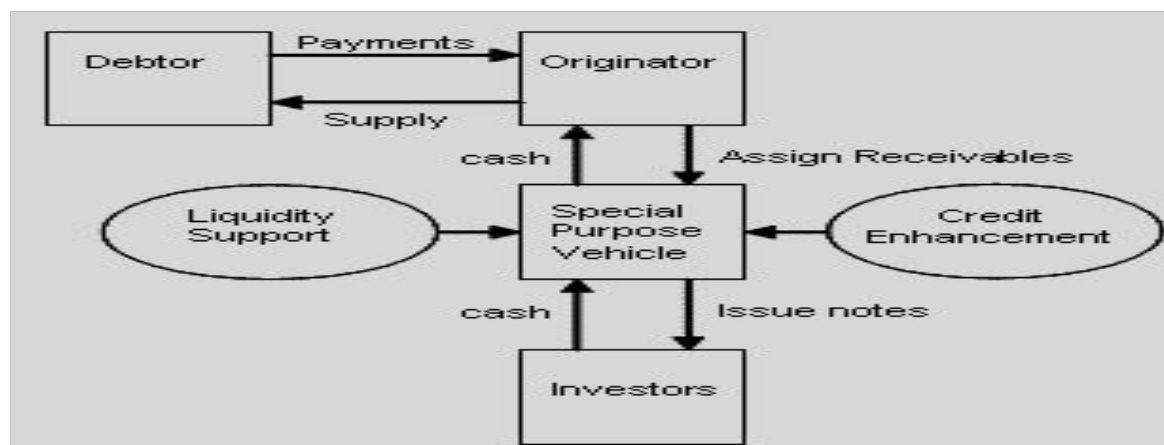 Payments
Debtor
Originator
Supply
cash
Assign Receivables
Liquidity
Support
Special
Purpose
Vehicle
Credit
Enhancement
cash
Issue notes
Investors